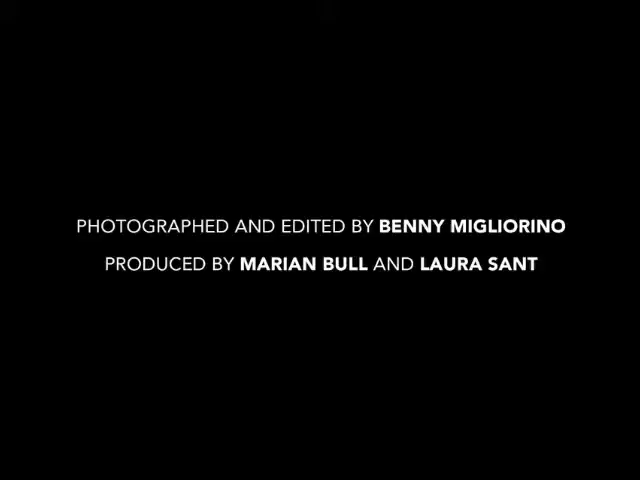 PHOTOGRAPHED AND EDITED BY BENNY MIGLIORINO
PRODUCED BY MARIAN BULL AND LAURA SANT